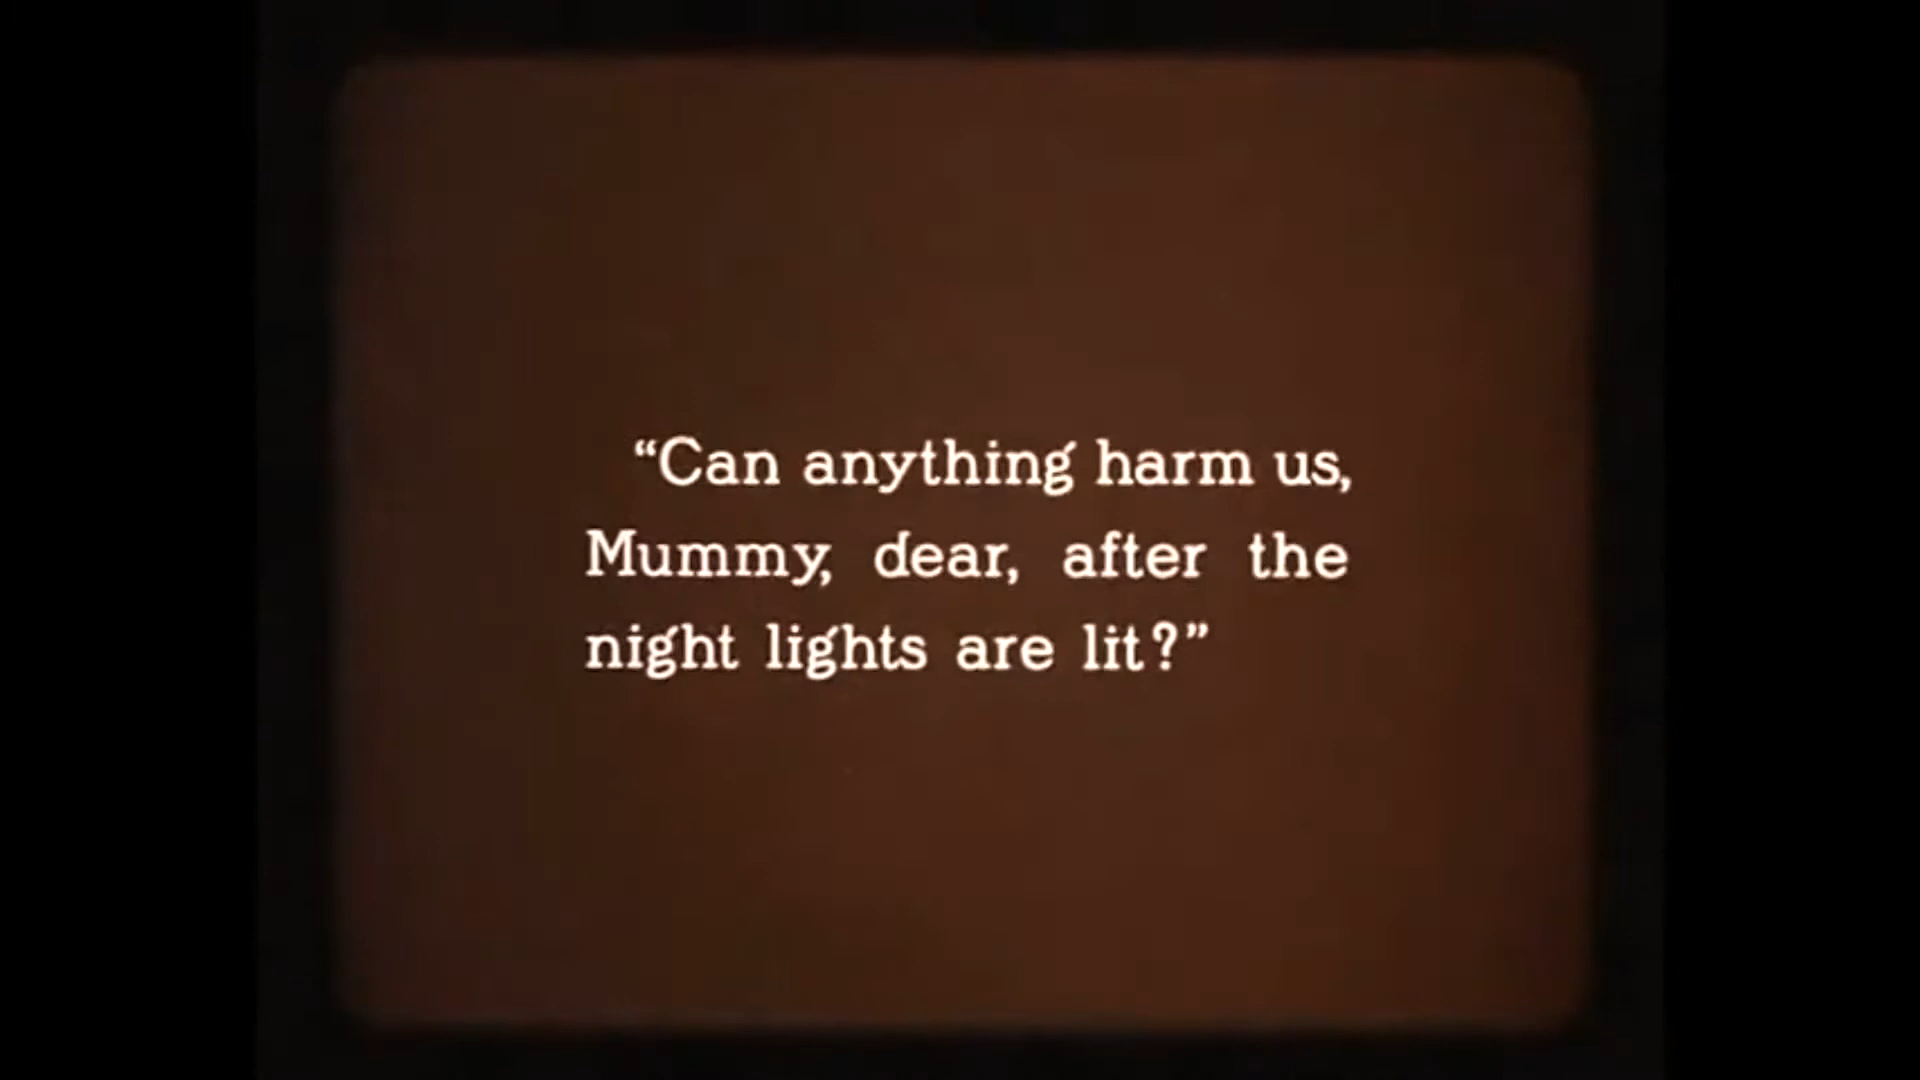 “Can anything harm us,
Mummy, dear, after the
night lights are lit?”